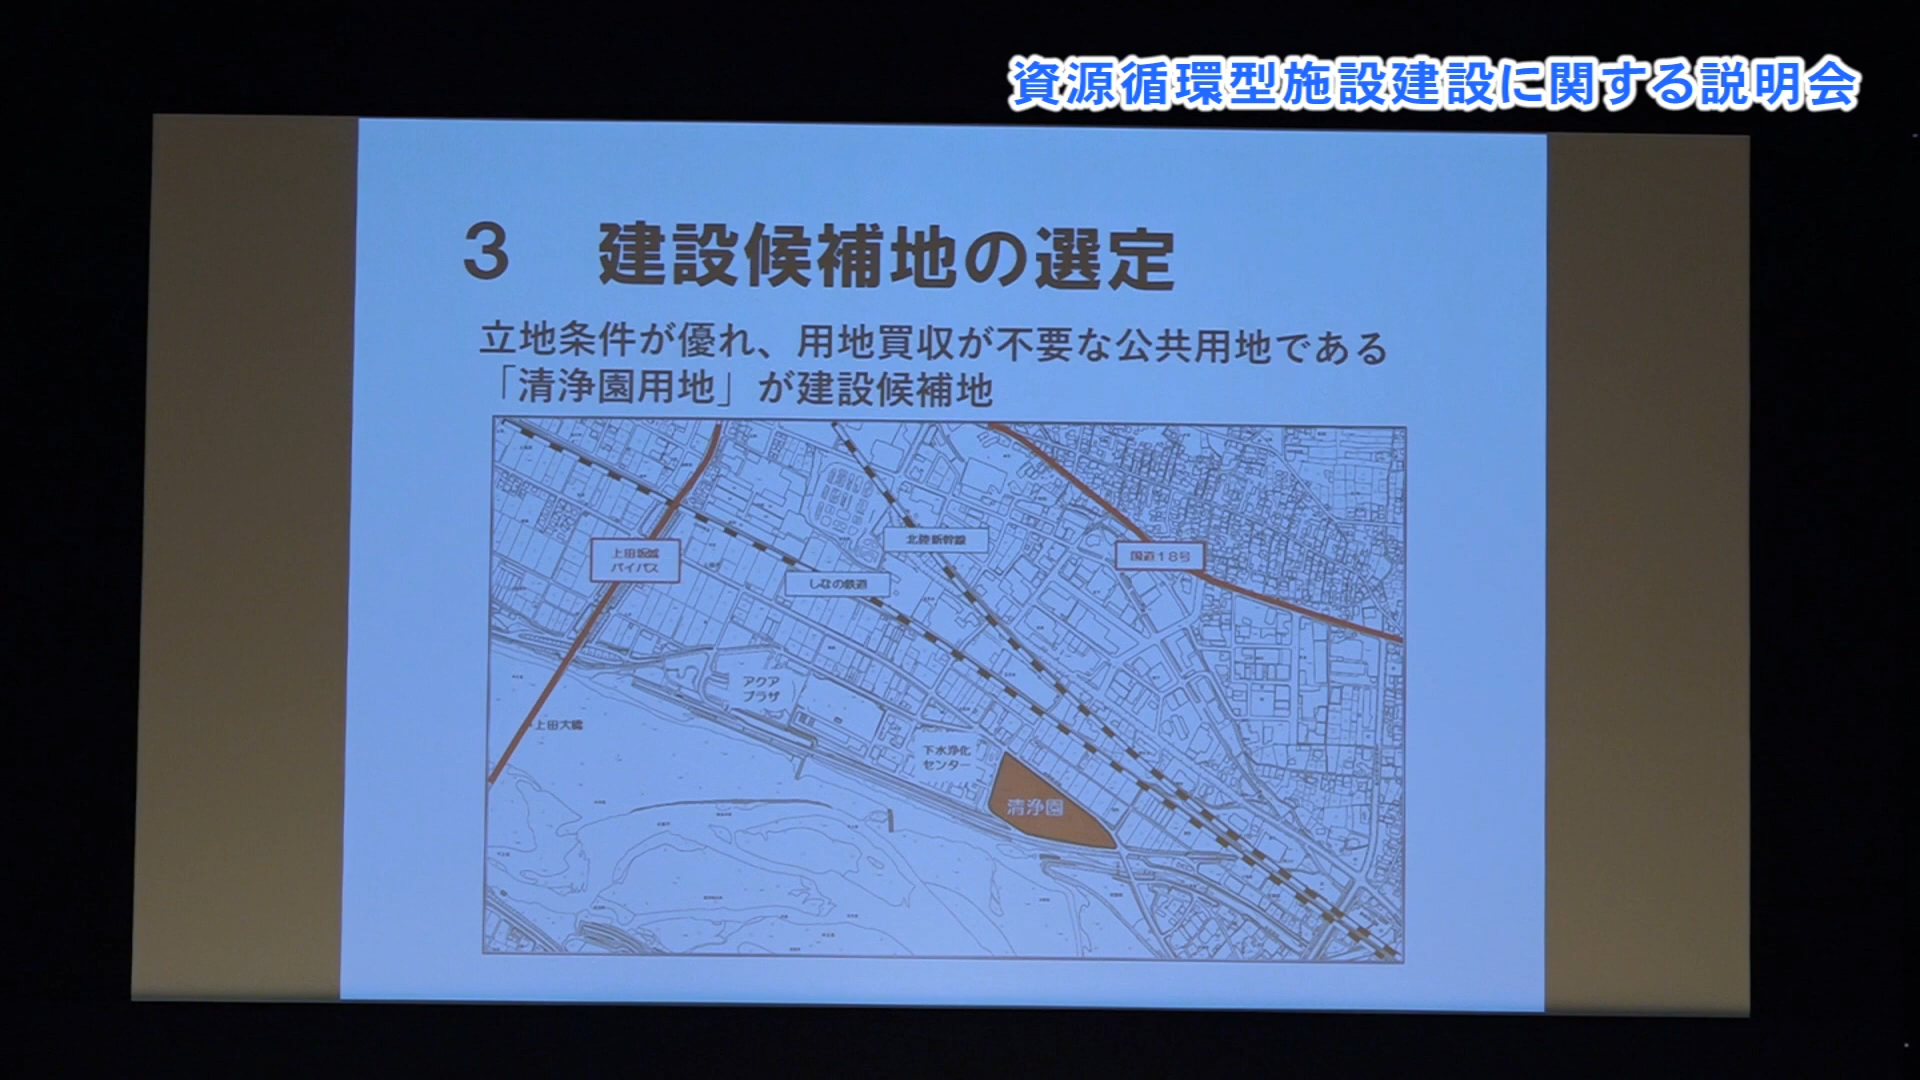 資源循環型施設建設に関する説明会
3 建設候補地の選定
立地条件が優れ、用地買収が不要な公共用地である
「清浄園用地」が建設候補地
北陸新幹線
国道18号
上田坂城
バイパス
しなの鉄道
アクア
プラザ
上田大橋
下水浄化
センター
清浄園